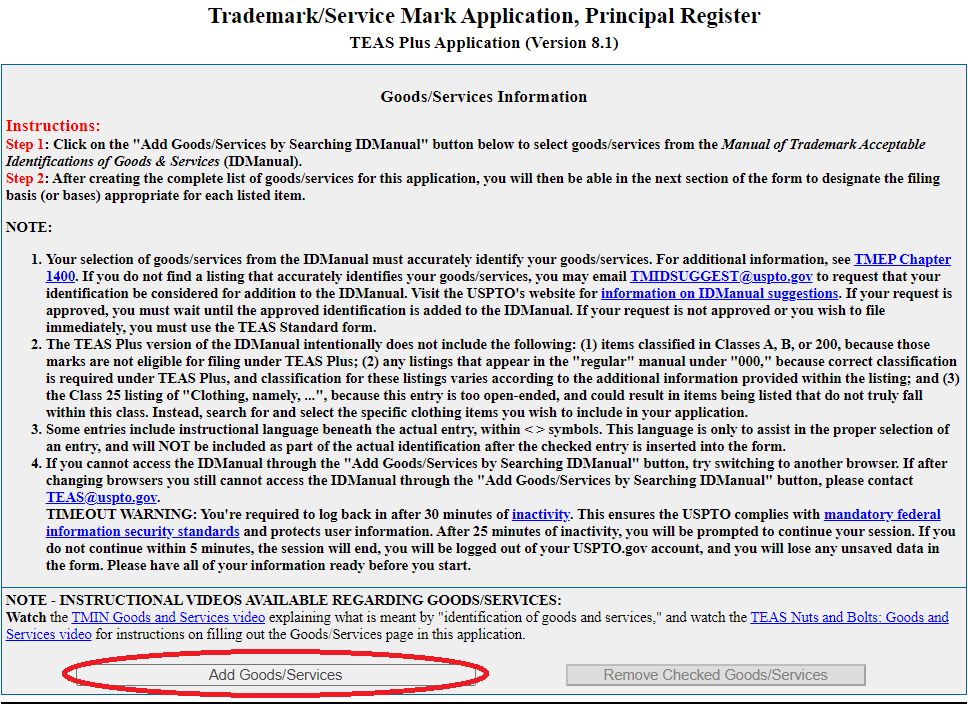 Trademark/Service Mark Application, Principal Register
TEAS Plus Application (Version 8.1)
Goods/Services Information
Instructions:
Step 1: Click on the "Add Goods/Services by Searching IDManual" button below to select goods/services from the Manual of Trademark Acceptable
Identifications of Goods & Services (IDManual).
Step 2: After creating the complete list of goods/services for this application, you will then be able in the next section of the form to designate the filing
basis (or bases) appropriate for each listed item.
NOTE:
1. Your selection of goods/services from the IDManual must accurately identify your goods/services. For additional information, see TMEP Chapter
1400. If you do not find a listing that accurately identifies your goods/services, you may email TMIDSUGGEST@uspto.gov to request that your
identification be considered for addition to the IDManual. Visit the USPTO's website for information on IDManual suggestions. If your request is
approved, you must wait until the approved identification is added to the IDManual. If your request is not approved or you wish to file
immediately, you must use the TEAS Standard form.
2. The TEAS Plus version of the IDManual intentionally does not include the following: (1) items classified in Classes A, B, or 200, because those
marks are not eligible for filing under TEAS Plus; (2) any listings that appear in the "regular" manual under "000," because correct classification
is required under TEAS Plus, and classification for these listings varies according to the additional information provided within the listing; and (3)
the Class 25 listing of "Clothing, namely, ...", because this entry is too open-ended, and could result in items being listed that do not truly fall
within this class. Instead, search for and select the specific clothing items you wish to include in your application.
3. Some entries include instructional language beneath the actual entry, within < > symbols. This language is only to assist in the proper selection of
an entry, and will NOT be included as part of the actual identification after the checked entry is inserted into the form.
4. If you cannot access the IDManual through the "Add Goods/Services by Searching IDManual" button, try switching to another browser. If after
changing browsers you still cannot access the IDManual through the "Add Goods/Services by Searching IDManual" button, please contact
TEAS@uspto.gov.
TIMEOUT WARNING: You're required to log back in after 30 minutes of inactivity. This ensures the USPTO complies with mandatory federal
information security standards and protects user information. After 25 minutes of inactivity, you will be prompted to continue your session. If you
do not continue within 5 minutes, the session will end, you will be logged out of your USPTO.gov account, and you will lose any unsaved data in
the form. Please have all of your information ready before you start.
NOTE - INSTRUCTIONAL VIDEOS AVAILABLE REGARDING GOODS/SERVICES:
Watch the TMIN Goods and Services video explaining what is meant by "identification of goods and services," and watch the TEAS Nuts and Bolts: Goods and
Services video for instructions on filling out the Goods/Services page in this application.
Add Goods/Services
Remove Checked Goods/Services